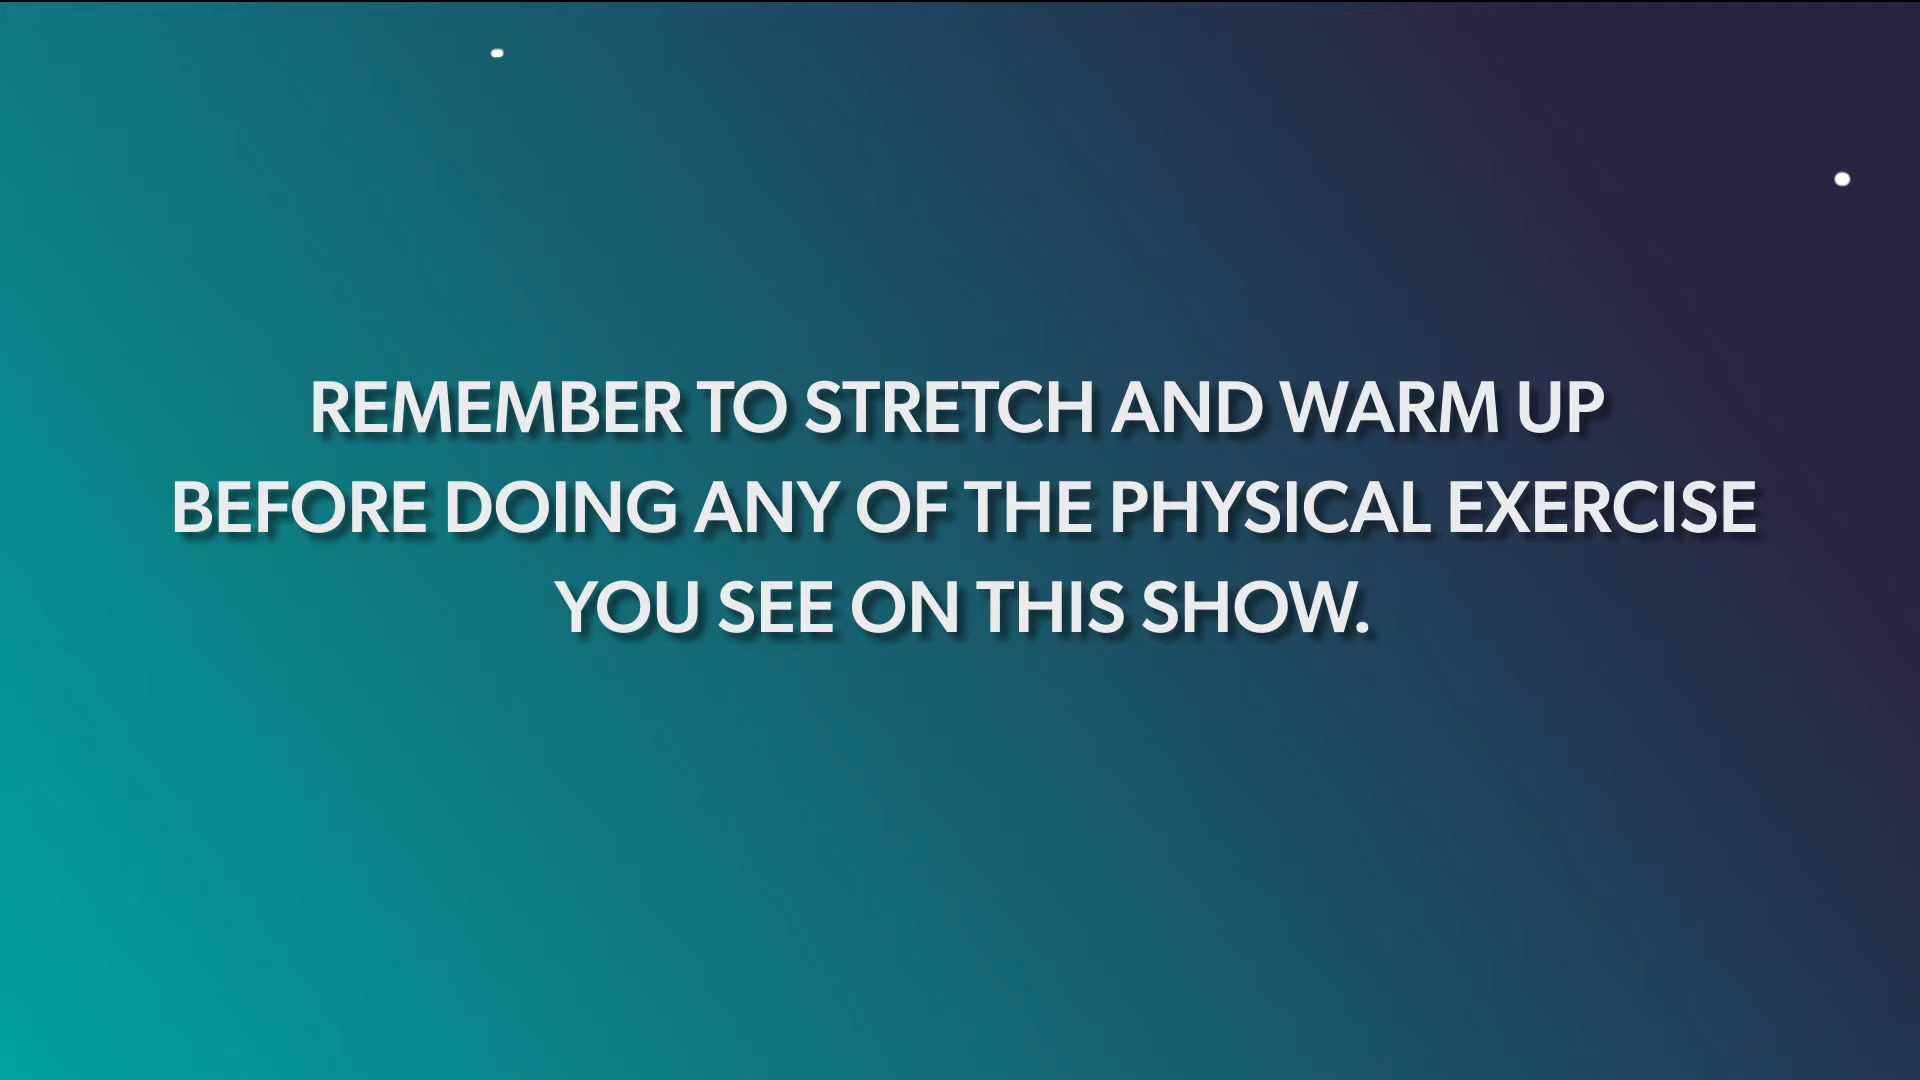 REMEMBER TO STRETCH AND WARM UP
BEFORE DOING ANY OF THE PHYSICAL EXERCISE
YOU SEE ON THIS SHOW.